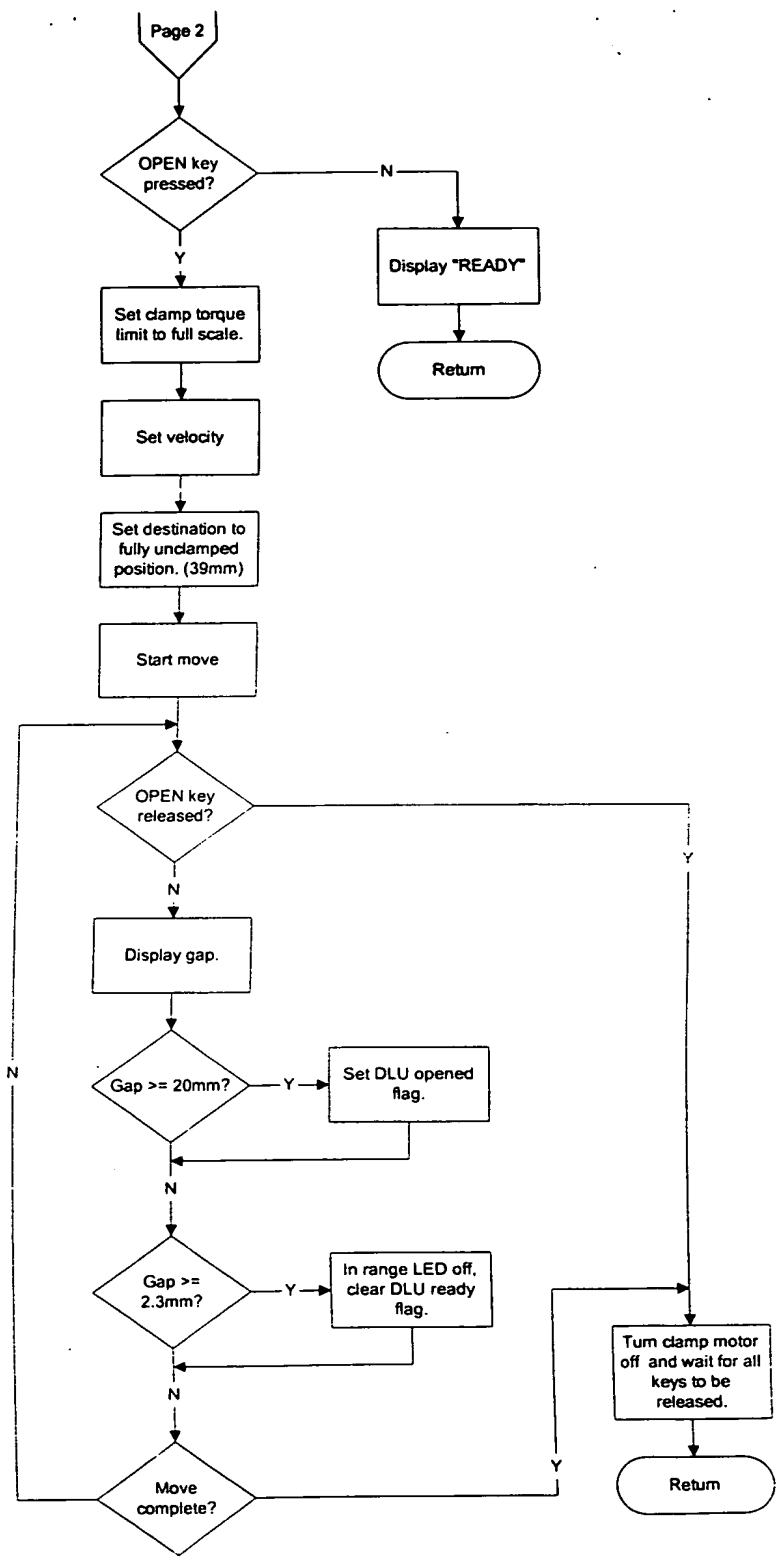 Page 2
OPEN key
pressed?
N
Y
Display "READY"
Set clamp torque
limit to full scale.
Return
Set velocity
Set destination to
fully unclamped
position. (39mm)
Start move
OPEN key
released?
Y
N
Display gap.
N
Gap >= 20mm?
Y
Set DLU opened
flag.
N
Gap >=
2.3mm?
Y
In range LED off,
clear DLU ready
flag.
N
Turn clamp motor
off and wait for all
keys to be
released.
Move
complete?
Y
Return